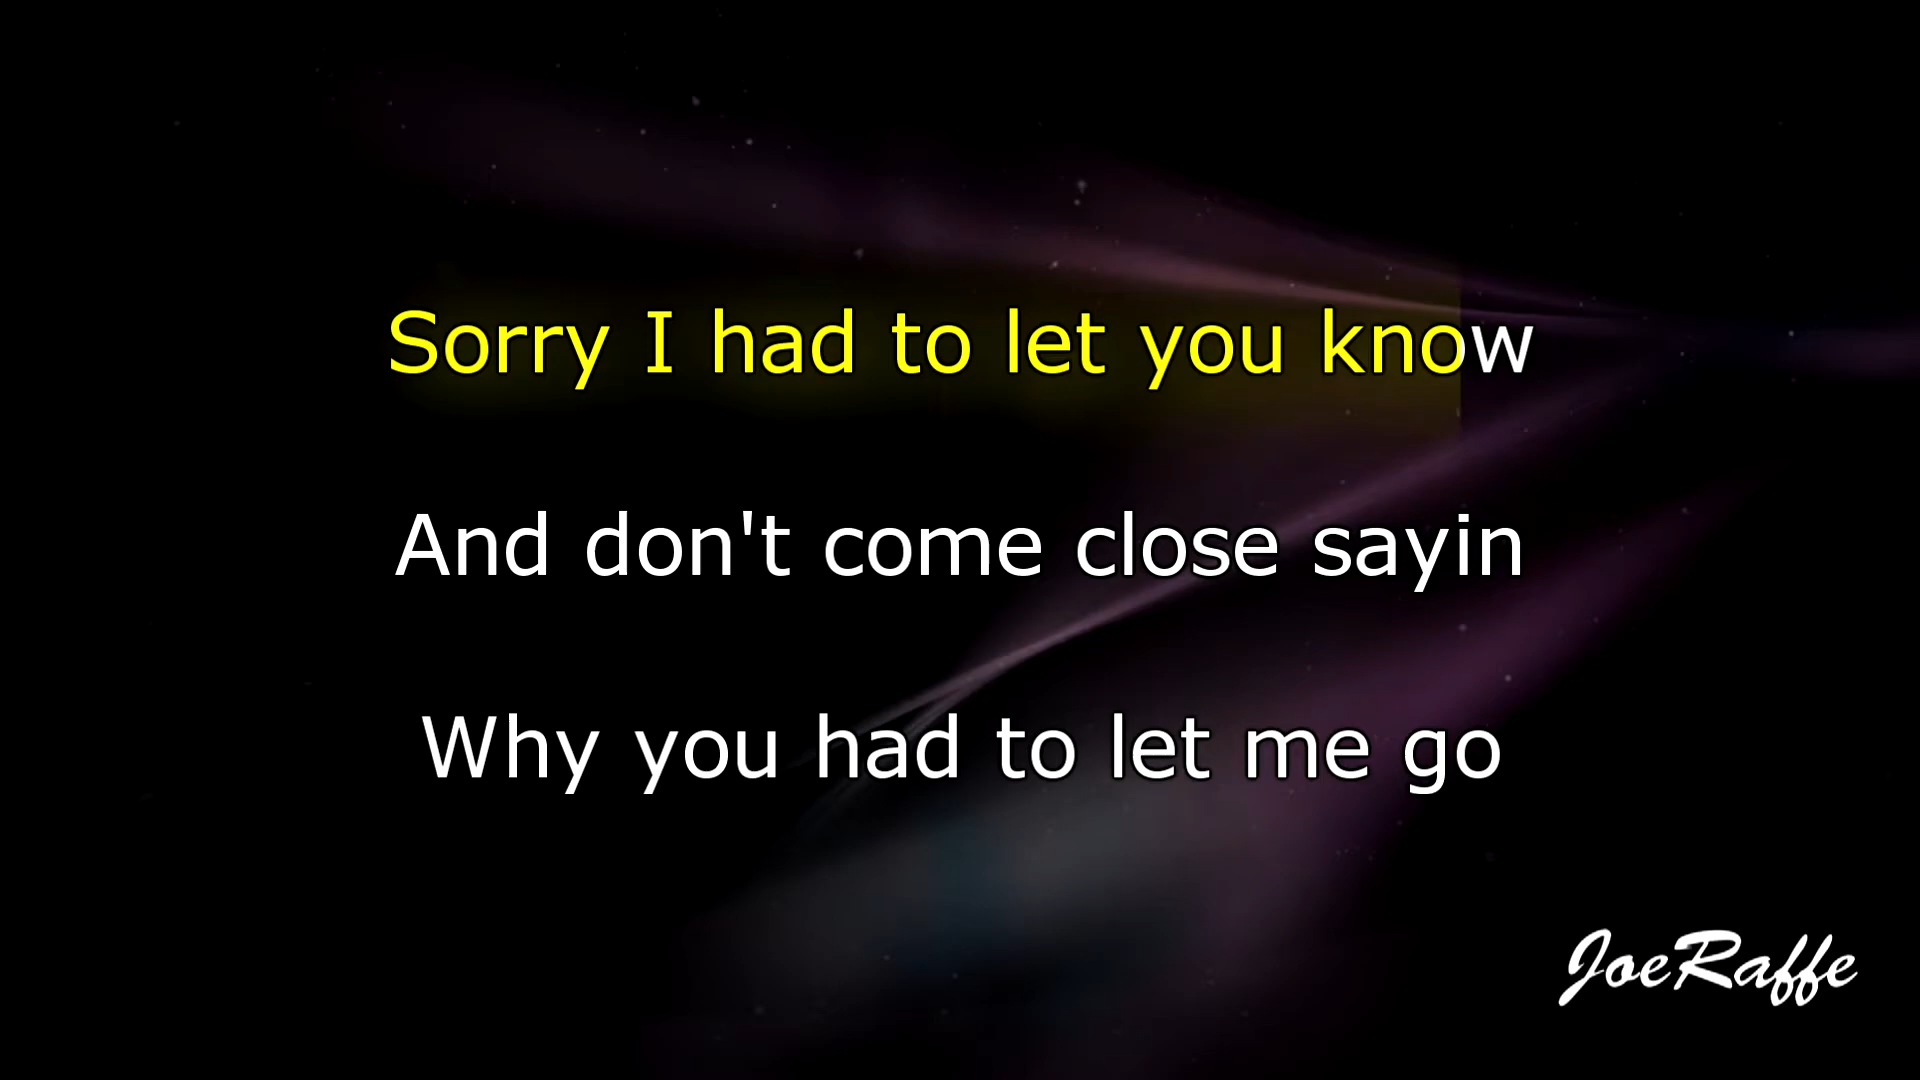 Sorry I had to let you know
And don't come close sayin
Why you had to let me go
JoeRaffe